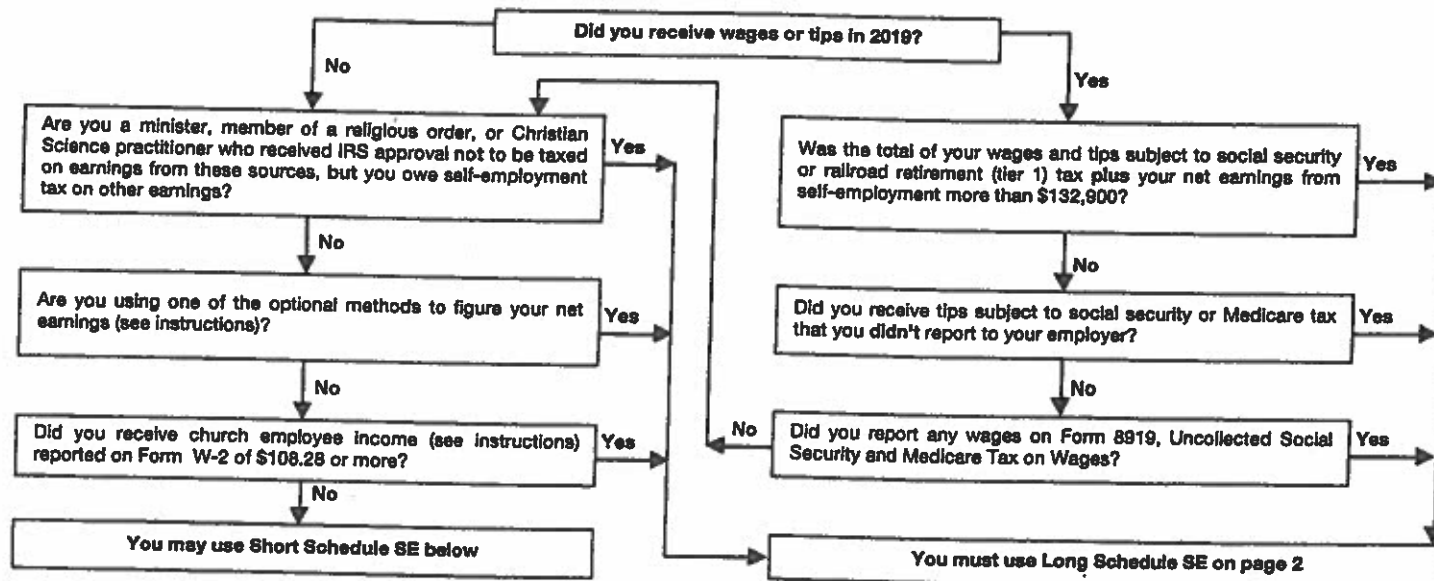 Did you receive wages or tips in 2019?
No
Yes
Are you a minister, member of a religious order, or Christian
Science practitioner who received IRS approval not to be taxed
on earnings from these sources, but you owe self-employment
tax on other earnings?
Yes
Was the total of your wages and tips subject to social security
or railroad retirement (tier 1) tax plus your net earnings from
self-employment more than $132,900?
Yes
No
No
Are you using one of the optional methods to figure your net
earnings (see instructions)?
Yes
Did you receive tips subject to social security or Medicare tax
that you didn't report to your employer?
Yes
No
No
Did you receive church employee income (see instructions)
reported on Form W-2 of $108.28 or more?
Yes
No
Did you report any wages on Form 8919, Uncollected Social
Security and Medicare Tax on Wages?
Yes
No
You may use Short Schedule SE below
You must use Long Schedule SE on page 2